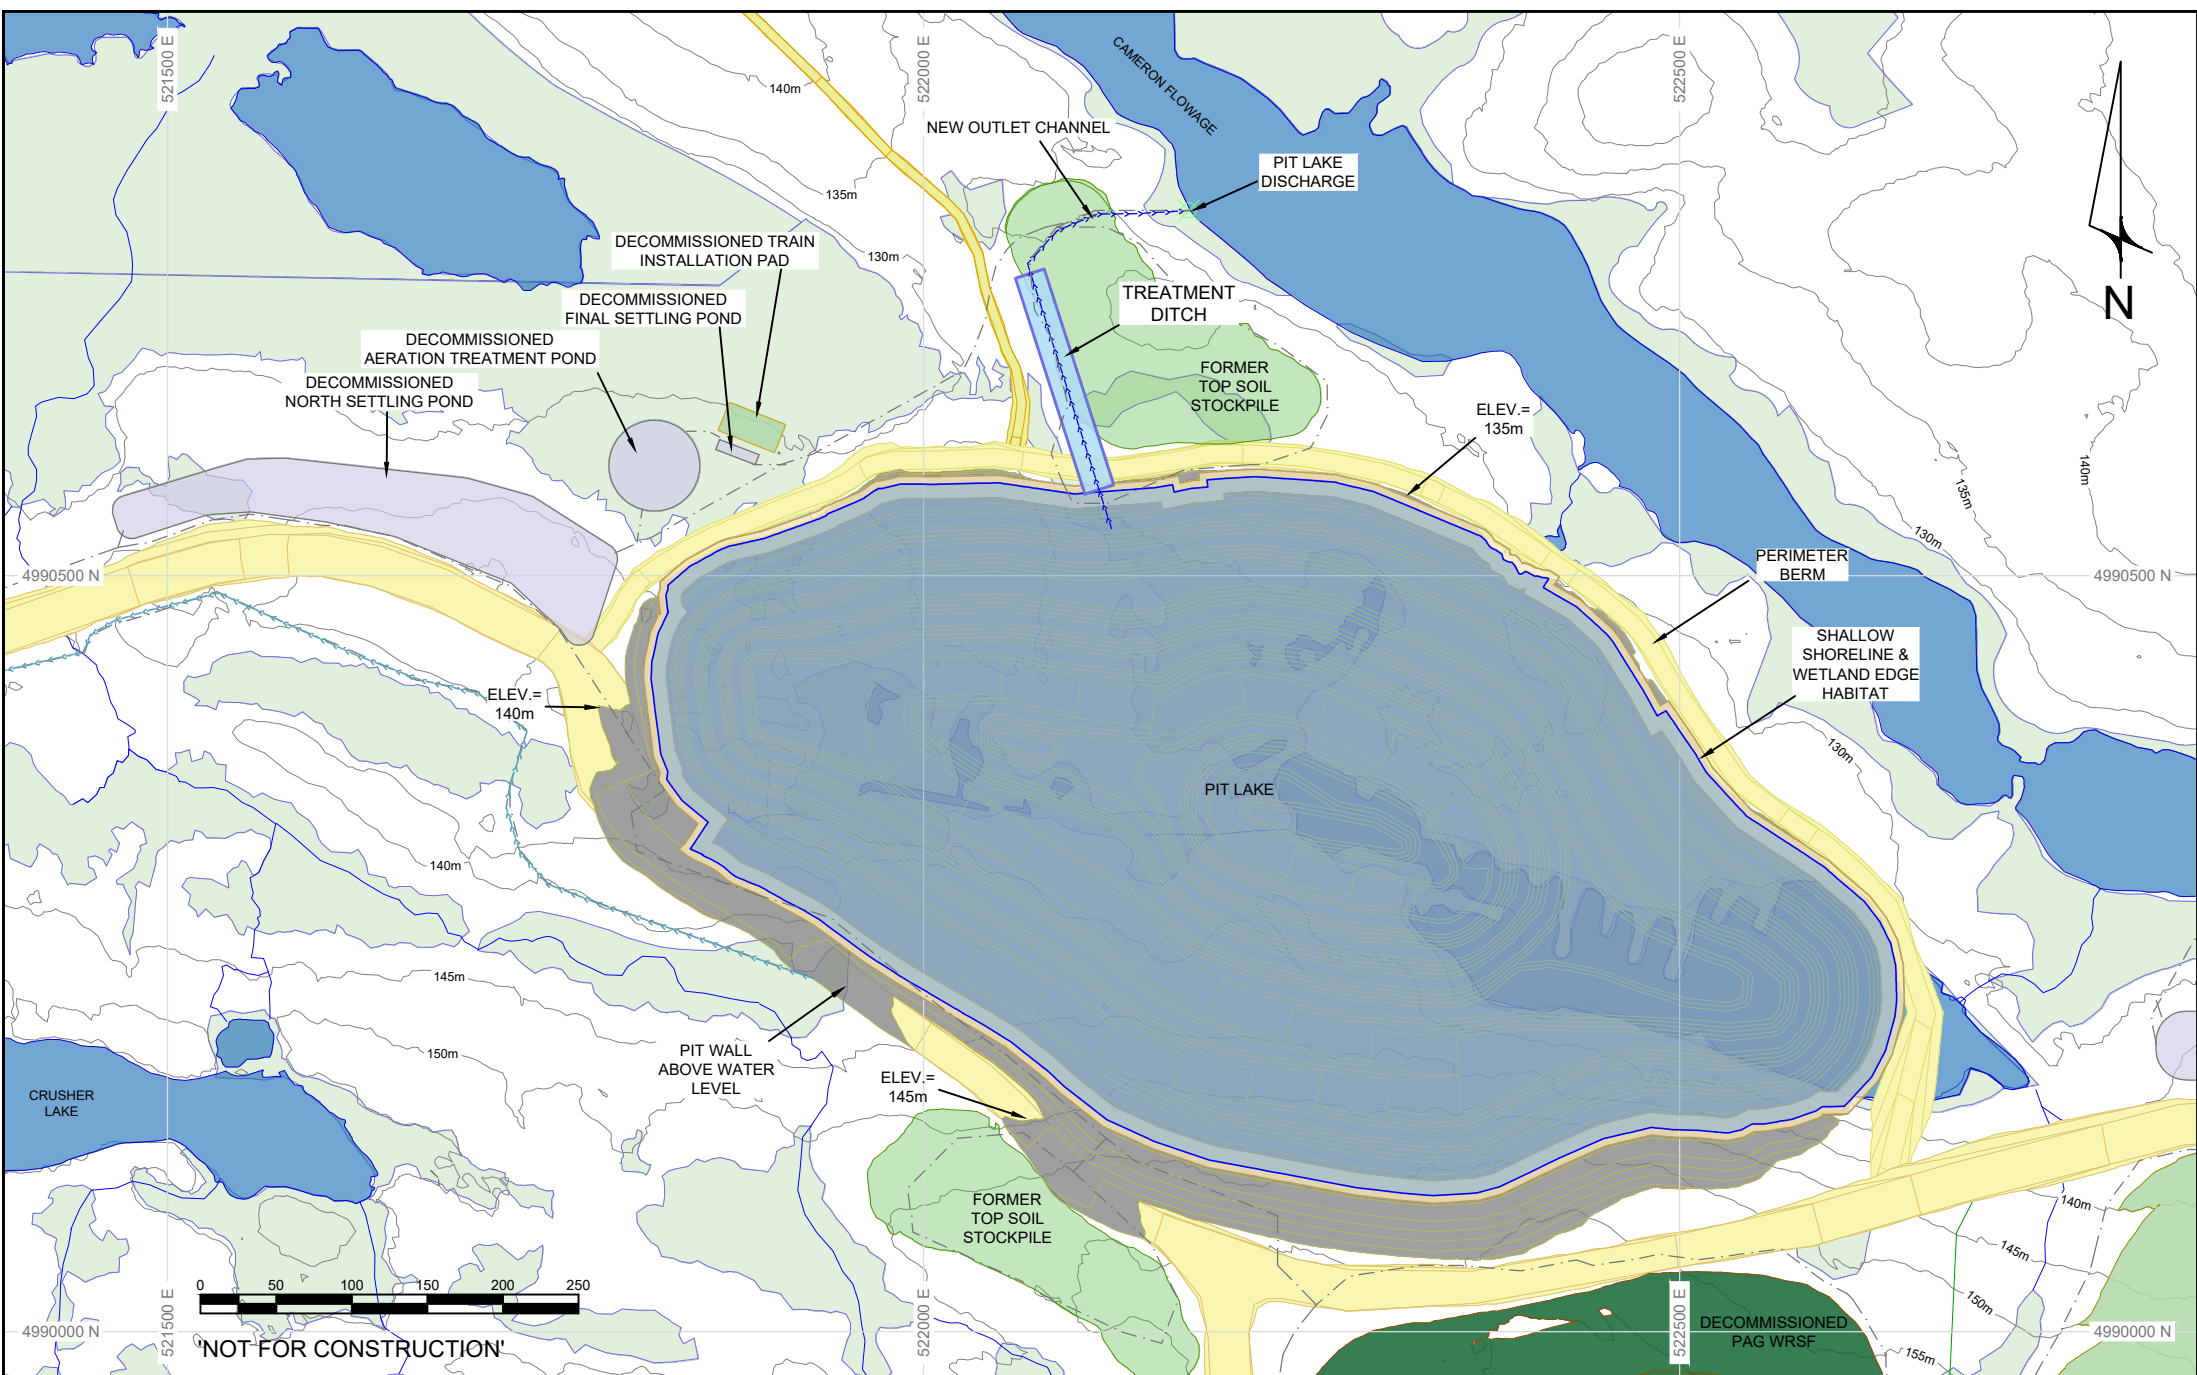 521500 E
522000 E
522500 E
CAMERON FLOWAGE
140m
NEW OUTLET CHANNEL
PIT LAKE
DISCHARGE
135m
DECOMMISSIONED TRAIN
INSTALLATION PAD
130m
N
DECOMMISSIONED
FINAL SETTLING POND
TREATMENT
DITCH
DECOMMISSIONED
AERATION TREATMENT POND
DECOMMISSIONED
NORTH SETTLING POND
FORMER
TOP SOIL
STOCKPILE
ELEV.=
135m
140m
135m
130m
4990500 N
4990500 N
PERIMETER
BERM
SHALLOW
SHORELINE &
WETLAND EDGE
HABITAT
ELEV.=
140m
130m
PIT LAKE
140m
145m
150m
PIT WALL
ABOVE WATER
LEVEL
ELEV.=
145m
CRUSHER
LAKE
FORMER
TOP SOIL
STOCKPILE
140m
145m
150m
155m
0 50 100 150 200 250
4990000 N
4990000 N
DECOMMISSIONED
PAG WRSF
'NOT FOR CONSTRUCTION'
521500 E
522000 E
522500 E